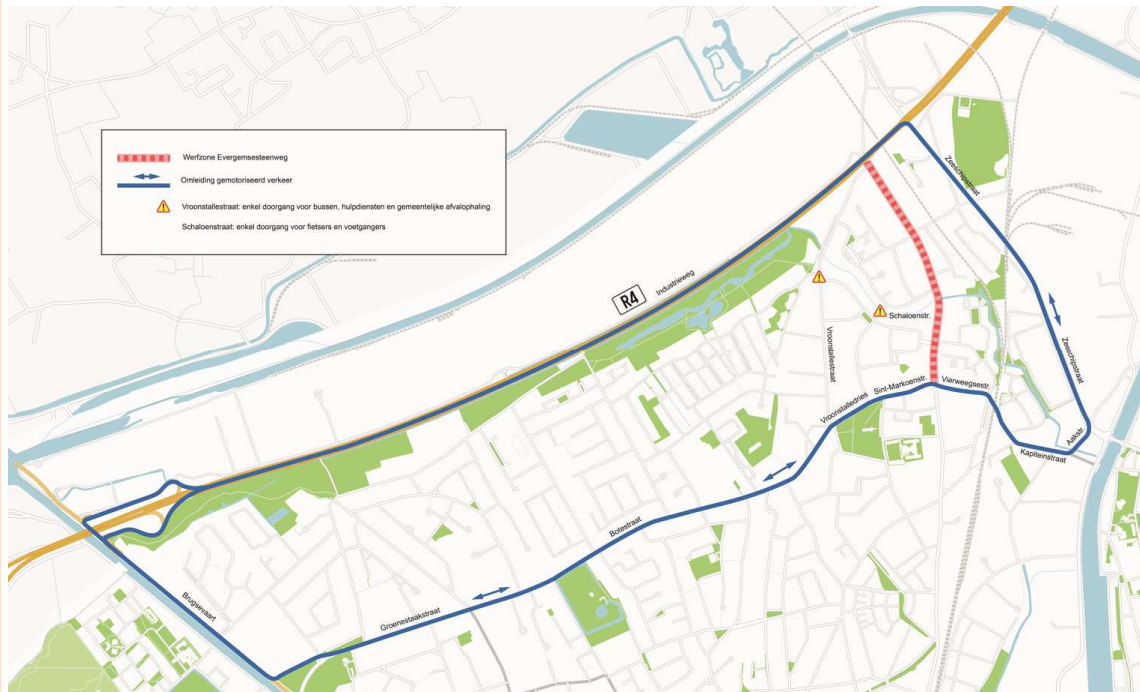 Werfzone Evergemsesteenweg
Omleiding gemotoriseerd verkeer
Vroonstallestraat: enkel doorgang voor bussen, hulpdiensten en gemeentelijke afvalophaling
Schaloenstraat: enkel doorgang voor fietsers en voetgangers
Zeeschipstraat
R4
Industrieweg
Schaloenstr.
Vroonstallestraat
Zeeschipstraat
Vroonstalledries
Sint-Markoenstr.
Vierweegsestr.
Aakstr.
Kapiteinstraat
Botestraat
Brugsevaart
Groenestaakstraat